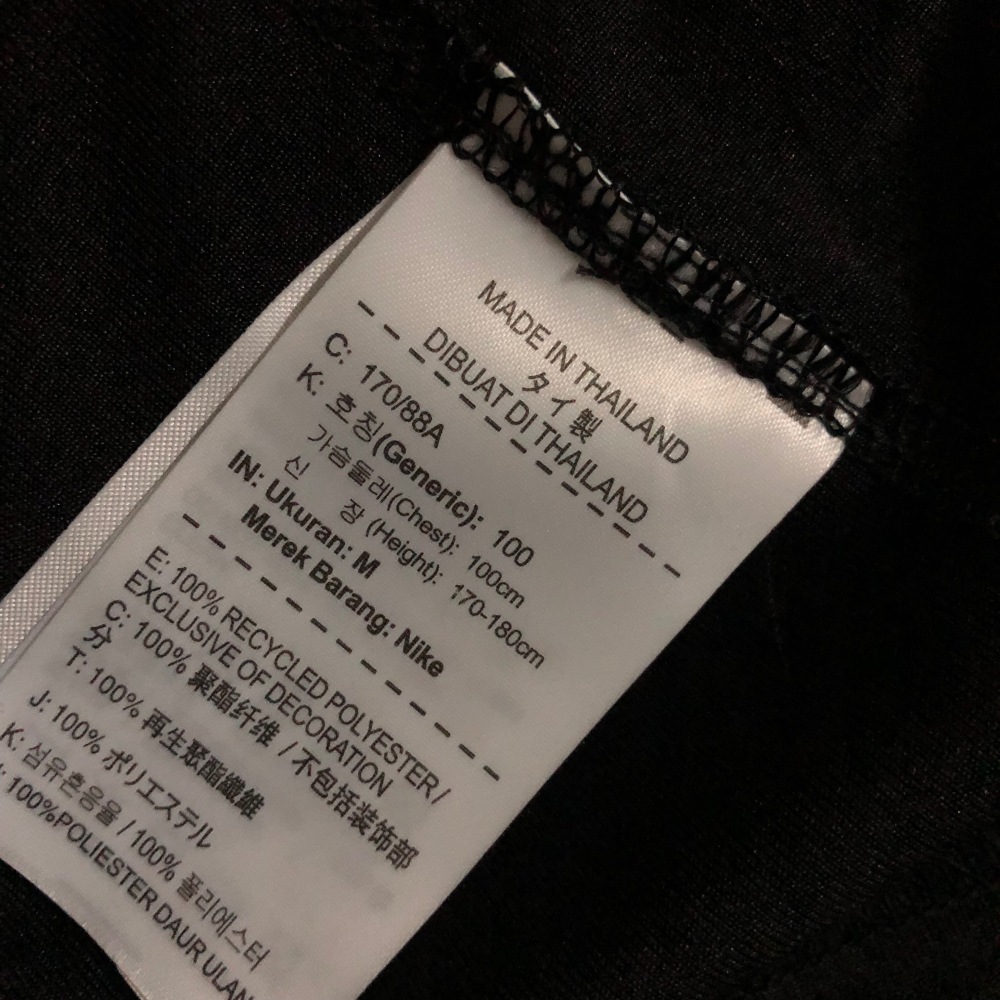 MADE IN THAILAND
タイ製
DIBUAT DI THAILAND
C: 170/88A
K: 호칭(Generic): 100
가슴둘레(Chest): 100cm
신 장 (Height): 170-180cm
IN: Ukuran: M
Merek Barang: Nike
E: 100% RECYCLED POLYESTER/
EXCLUSIVE OF DECORATION
C: 100% 聚酯纤维 / 不包括装饰部
分
T: 100% 再生聚酯纖維
J: 100% ポリエステル
K: 섬유혼용율 / 100% 폴리에스터
100%POLIESTER DAUR ULAN